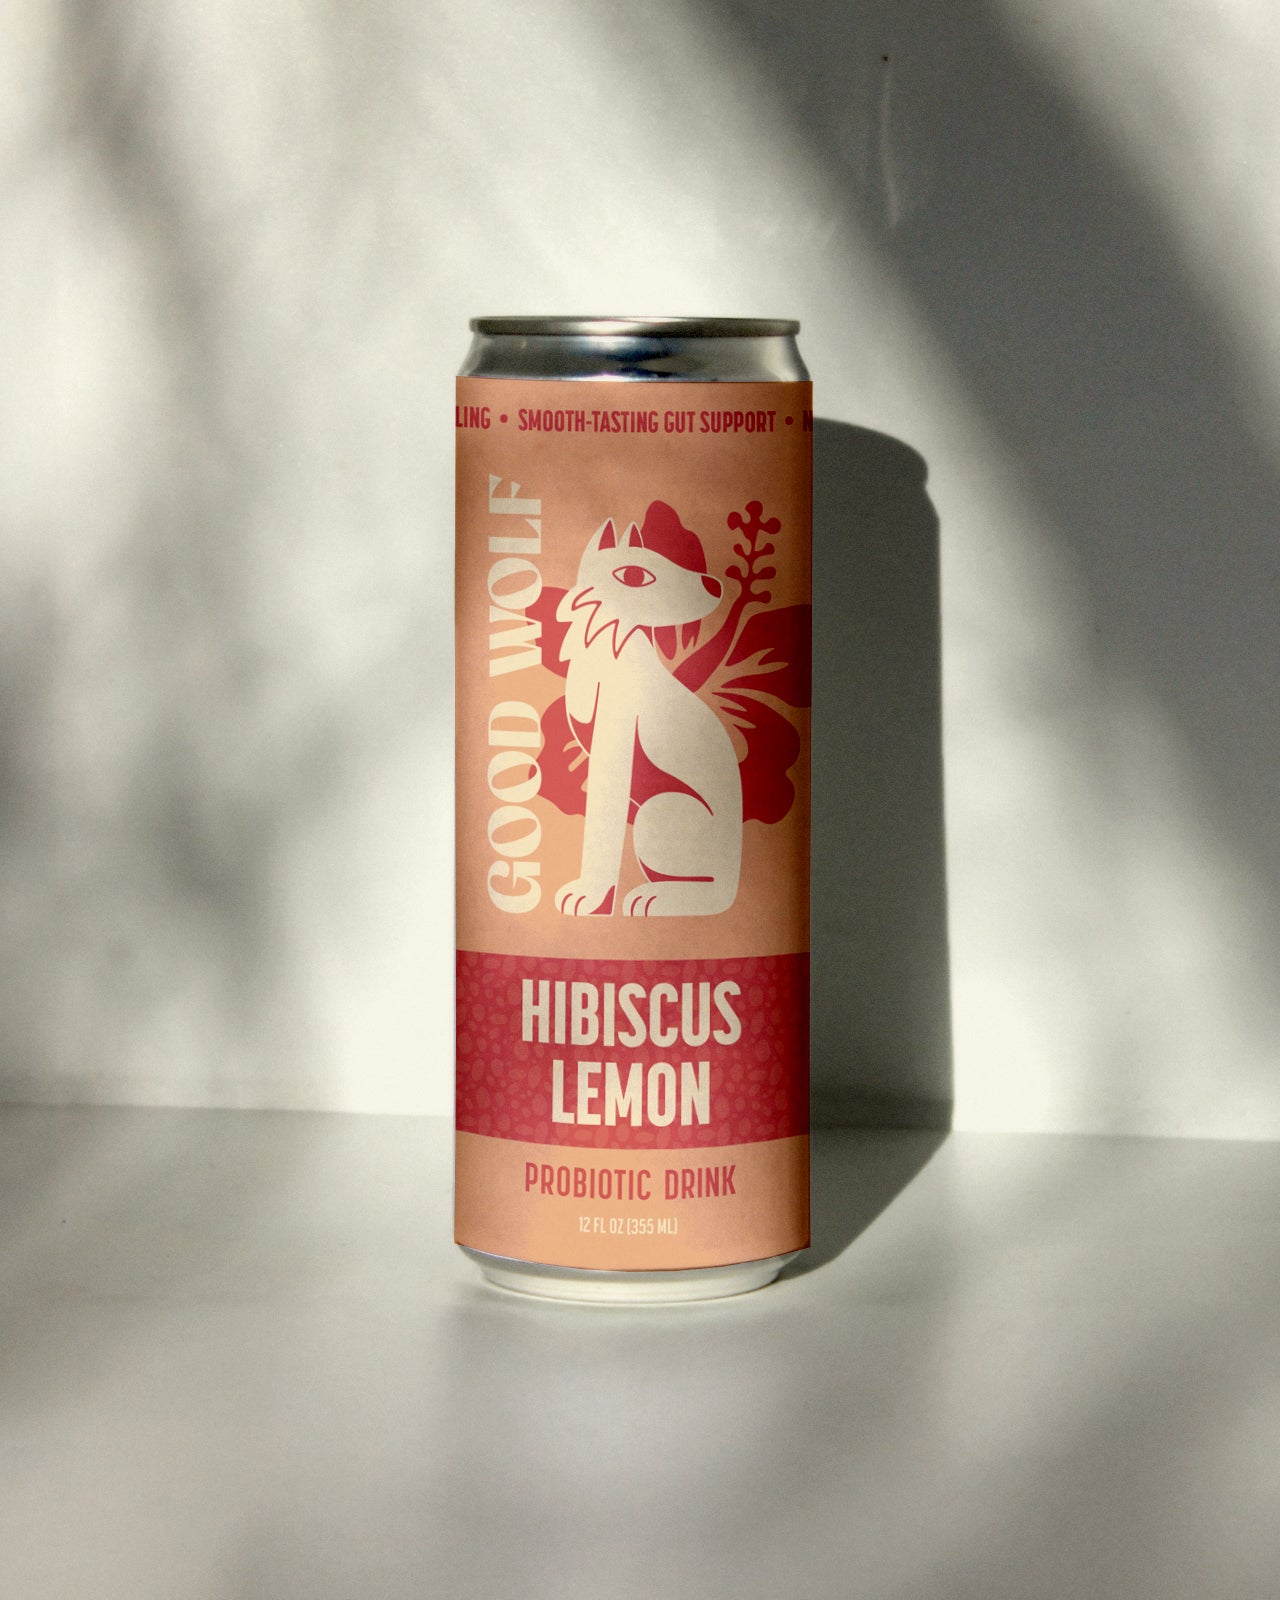 LING • SMOOTH-TASTING GUT SUPPORT •
GOOD WOLF
HIBISCUS
LEMON
PROBIOTIC DRINK
12 FL OZ (355 ML)